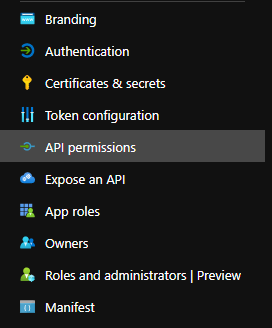 Branding
Authentication
Certificates & secrets
Token configuration
API permissions
Expose an API
App roles
Owners
Roles and administrators | Preview
Manifest